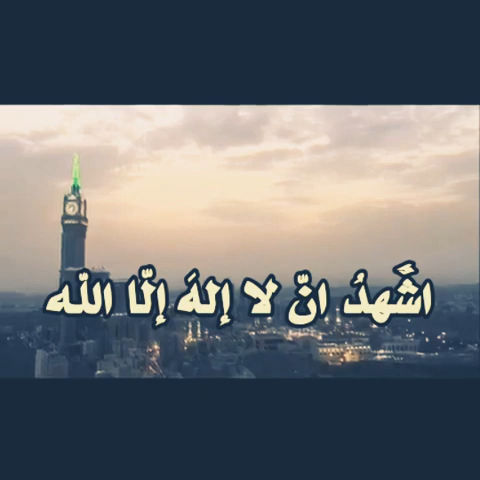 اشَهدُ انّ لا إلهَ إلّا اللّه